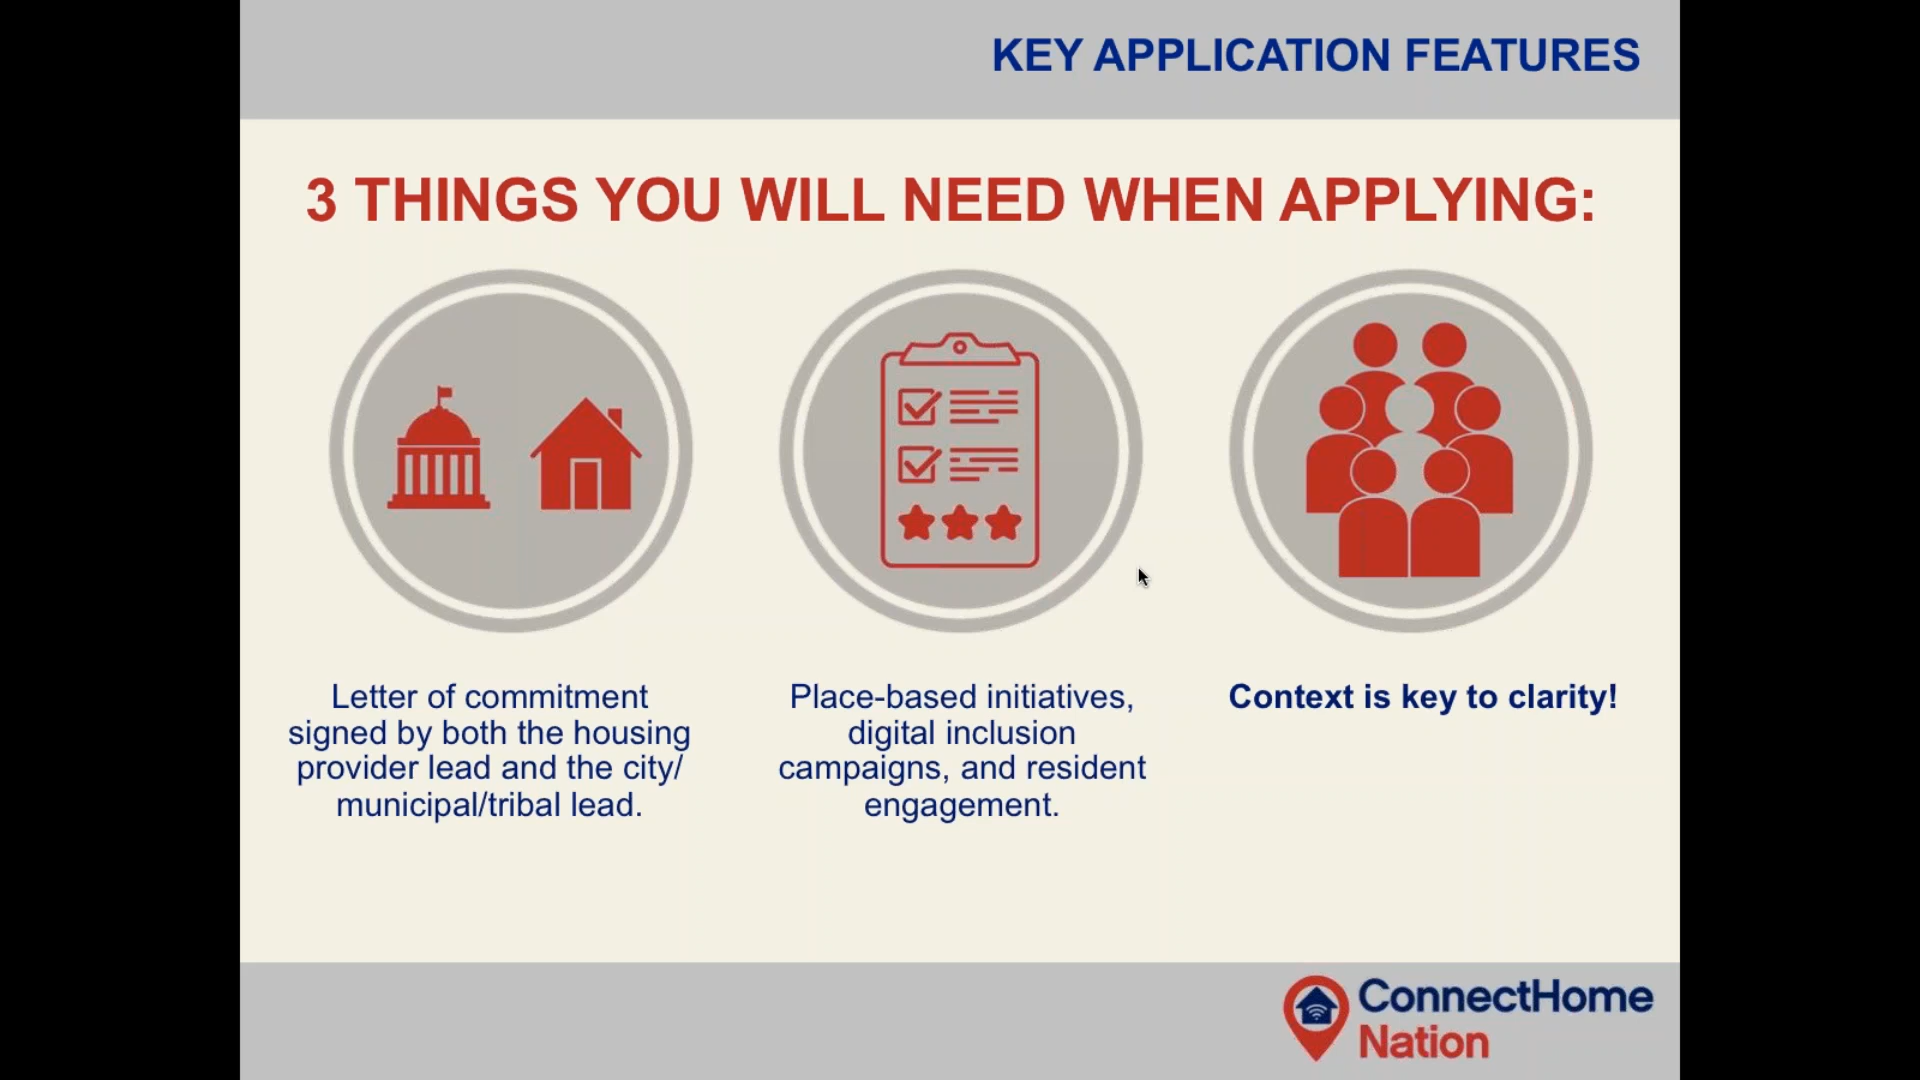 KEY APPLICATION FEATURES
3 THINGS YOU WILL NEED WHEN APPLYING:
Letter of commitment
signed by both the housing
provider lead and the city/
municipal/tribal lead.
Place-based initiatives,
digital inclusion
campaigns, and resident
engagement.
Context is key to clarity!
ConnectHome
Nation